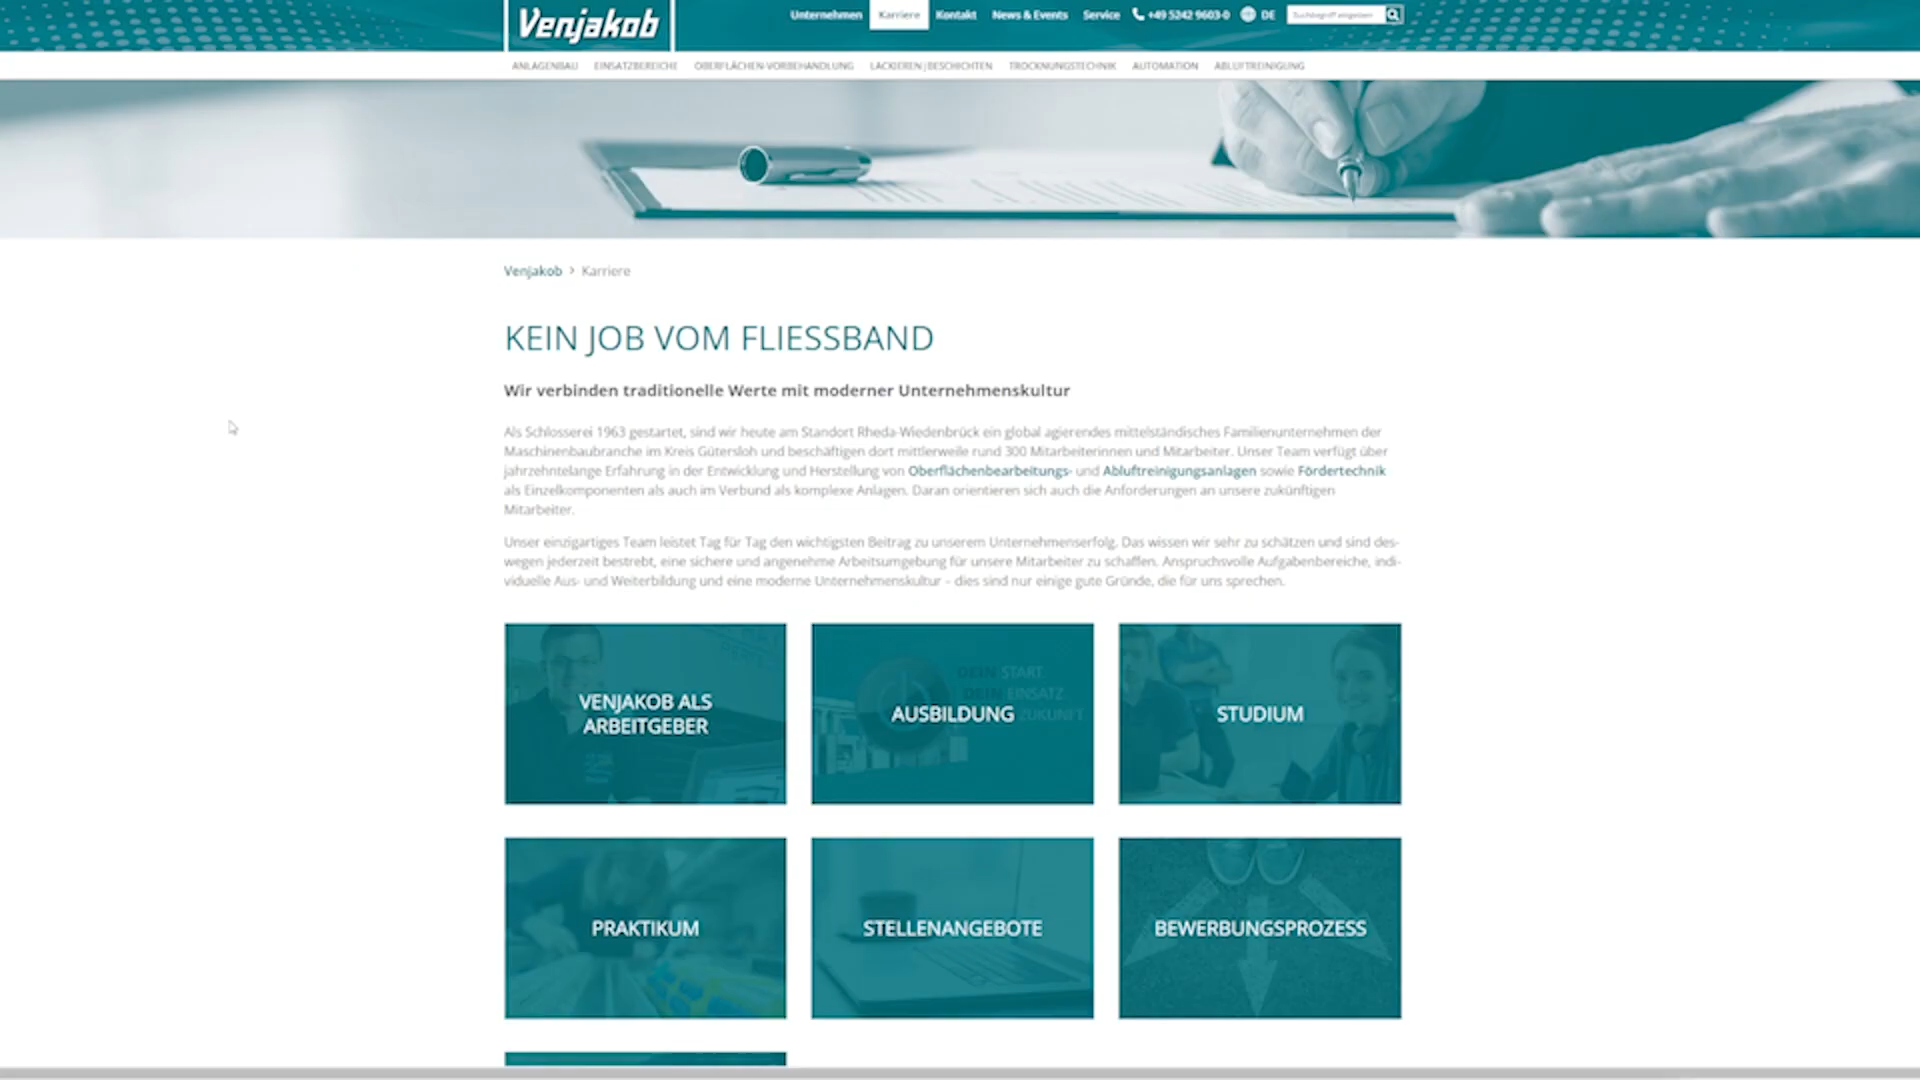 Venjakob
Unternehmen Karriere Kontakt News & Events Service +49 5242 9603-0 DE Suchbegriff eingeben
ANLAGENBAU EINSATZBEREICHE OBERFLÄCHEN-VORBEHANDLUNG LACKIEREN | BESCHICHTEN TROCKNUNGSTECHNIK AUTOMATION ABLUFTREINIGUNG
Venjakob > Karriere
KEIN JOB VOM FLIESSBAND
Wir verbinden traditionelle Werte mit moderner Unternehmenskultur
Als Schlosserei 1963 gestartet, sind wir heute am Standort Rheda-Wiedenbrück ein global agierendes mittelständisches Familienunternehmen der
Maschinenbaubranche im Kreis Gütersloh und beschäftigen dort mittlerweile rund 300 Mitarbeiterinnen und Mitarbeiter. Unser Team verfügt über
jahrzehntelange Erfahrung in der Entwicklung und Herstellung von Oberflächenbearbeitungs- und Abluftreinigungsanlagen sowie Fördertechnik
als Einzelkomponenten als auch im Verbund als komplexe Anlagen. Daran orientieren sich auch die Anforderungen an unsere zukünftigen
Mitarbeiter.
Unser einzigartiges Team leistet Tag für Tag den wichtigsten Beitrag zu unserem Unternehmenserfolg. Das wissen wir sehr zu schätzen und sind des-
wegen jederzeit bestrebt, eine sichere und angenehme Arbeitsumgebung für unsere Mitarbeiter zu schaffen. Anspruchsvolle Aufgabenbereiche, indi-
viduelle Aus- und Weiterbildung und eine moderne Unternehmenskultur – dies sind nur einige gute Gründe, die für uns sprechen.
VENJAKOB ALS
ARBEITGEBER
DEIN START.
DEIN EINSATZ.
ZUKUNFT
AUSBILDUNG
STUDIUM
PRAKTIKUM
STELLENANGEBOTE
BEWERBUNGSPROZESS